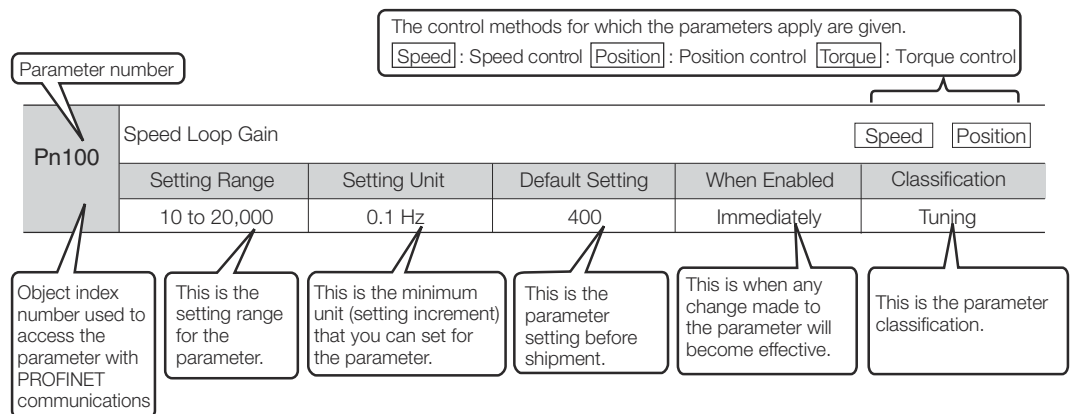 The control methods for which the parameters apply are given.
Speed : Speed control Position : Position control Torque : Torque control
Parameter number
Pn100
Speed Loop Gain
Speed Position
Setting Range Setting Unit Default Setting When Enabled Classification
10 to 20,000 0.1 Hz 400 Immediately Tuning
Object index
number used to
access the
parameter with
PROFINET
communications
This is the
setting range
for the
parameter.
This is the minimum
unit (setting increment)
that you can set for
the parameter.
This is the
parameter
setting before
shipment.
This is when any
change made to
the parameter will
become effective.
This is the parameter
classification.